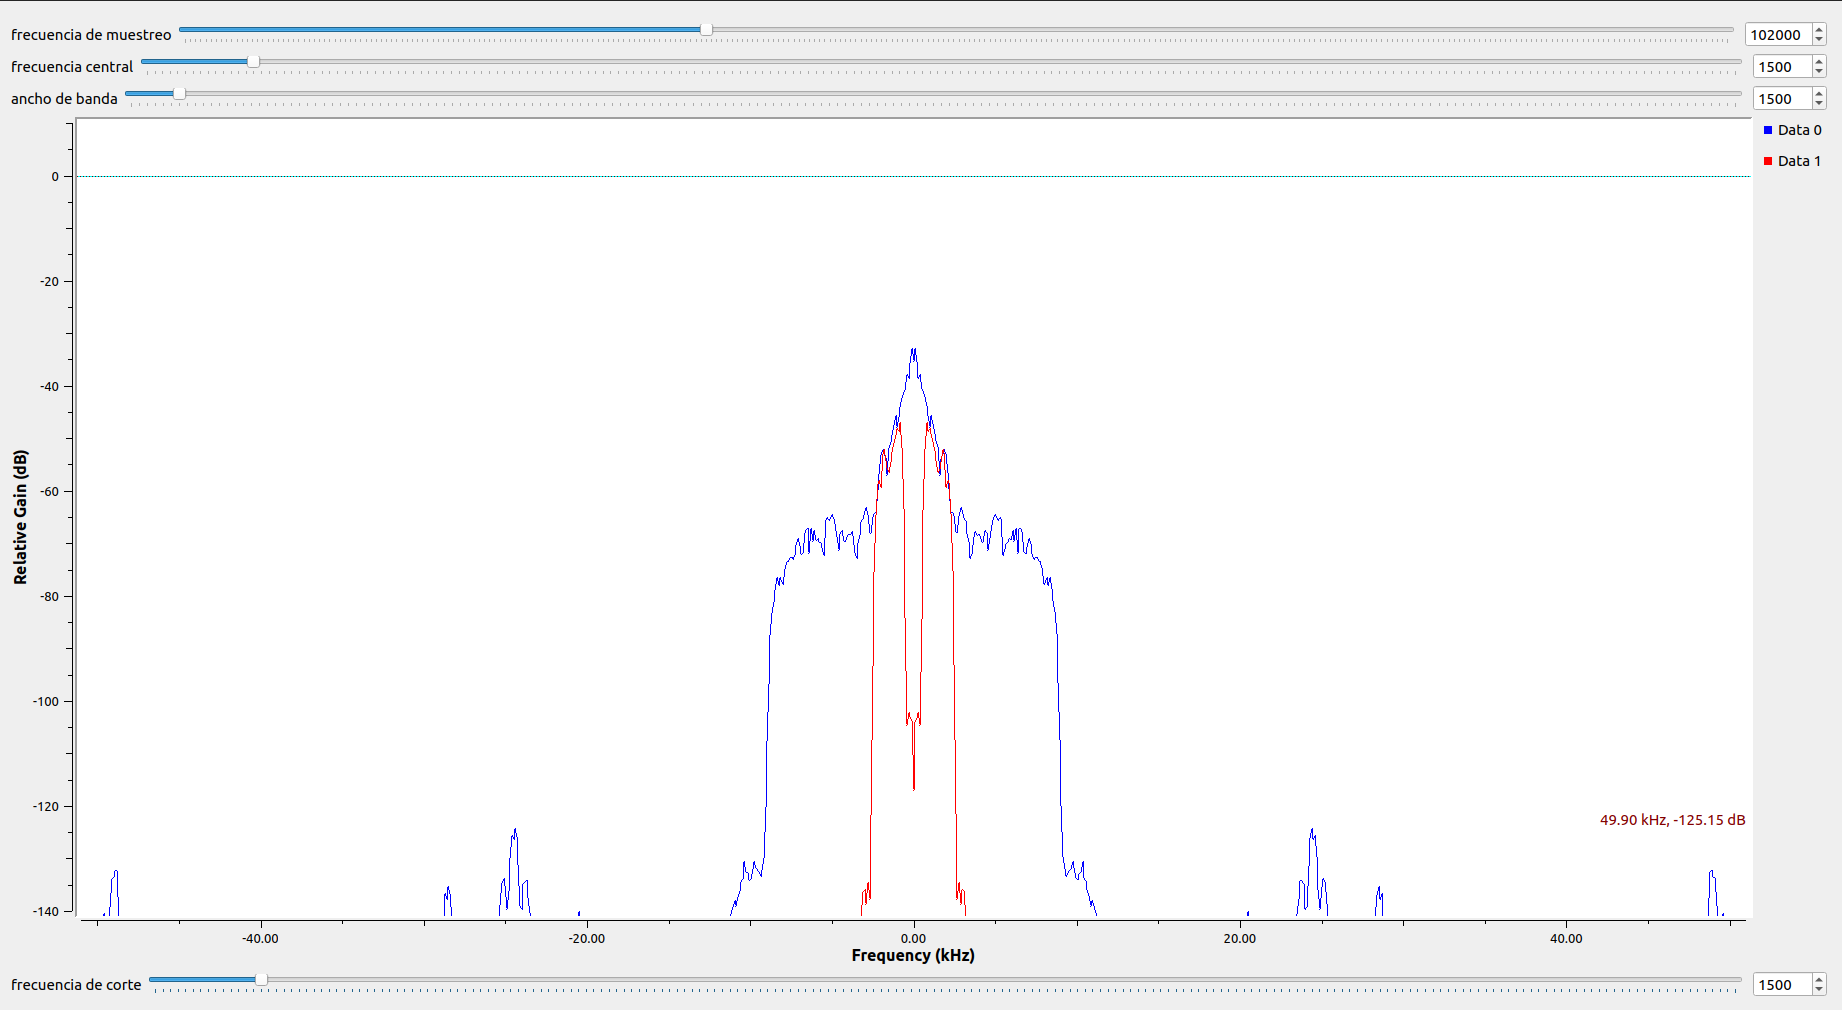 frecuencia de muestreo 102000
frecuencia central 1500
ancho de banda 1500
Data 0
Data 1
0
-20
-40
-60
-80
-100
-120
-140
Relative Gain (dB)
49.90 kHz, -125.15 dB
-40.00 -20.00 0.00 20.00 40.00
Frequency (kHz)
frecuencia de corte 1500